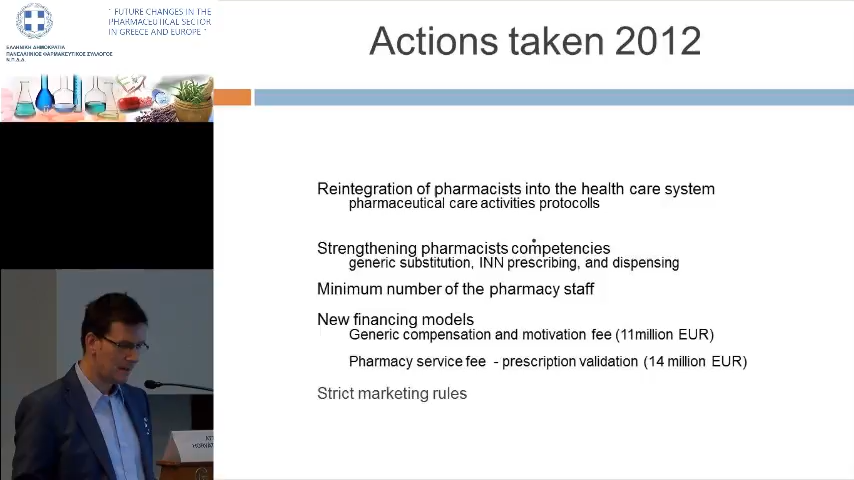 " FUTURE CHANGES IN THE
PHARMACEUTICAL SECTOR
IN GREECE AND EUROPE "
ΕΛΛΗΝΙΚΗ ΔΗΜΟΚΡΑΤΙΑ
ΠΑΝΕΛΛΗΝΙΟΣ ΦΑΡΜΑΚΕΥΤΙΚΟΣ ΣΥΛΛΟΓΟΣ
Ν.Π.Δ.Δ.
Actions taken 2012
Reintegration of pharmacists into the health care system
pharmaceutical care activities protocolls
Strengthening pharmacists competencies
generic substitution, INN prescribing, and dispensing
Minimum number of the pharmacy staff
New financing models
Generic compensation and motivation fee (11million EUR)
Pharmacy service fee - prescription validation (14 million EUR)
Strict marketing rules